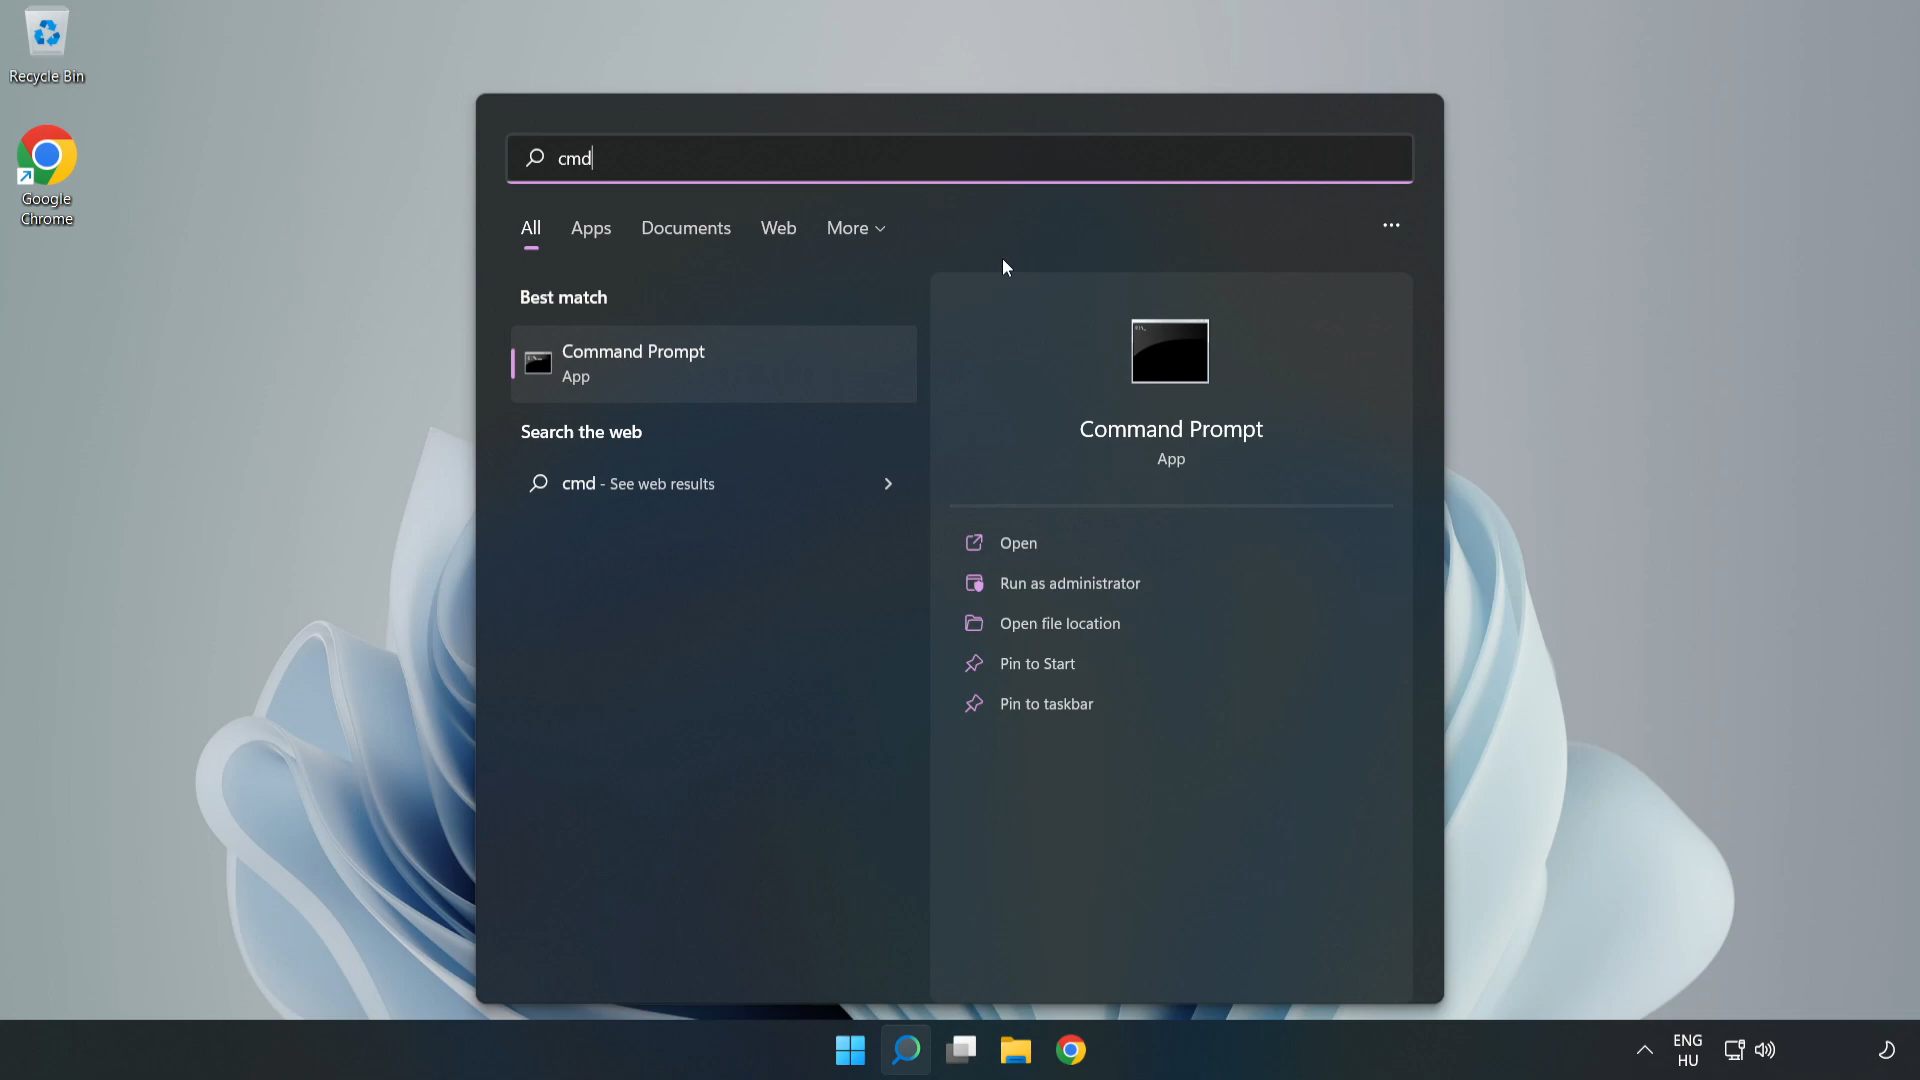 Recycle Bin
Google
Chrome
cmd
All
Apps
Documents
Web
More
Best match
Command Prompt
App
Search the web
cmd - See web results
Command Prompt
App
Open
Run as administrator
Open file location
Pin to Start
Pin to taskbar
ENG
HU